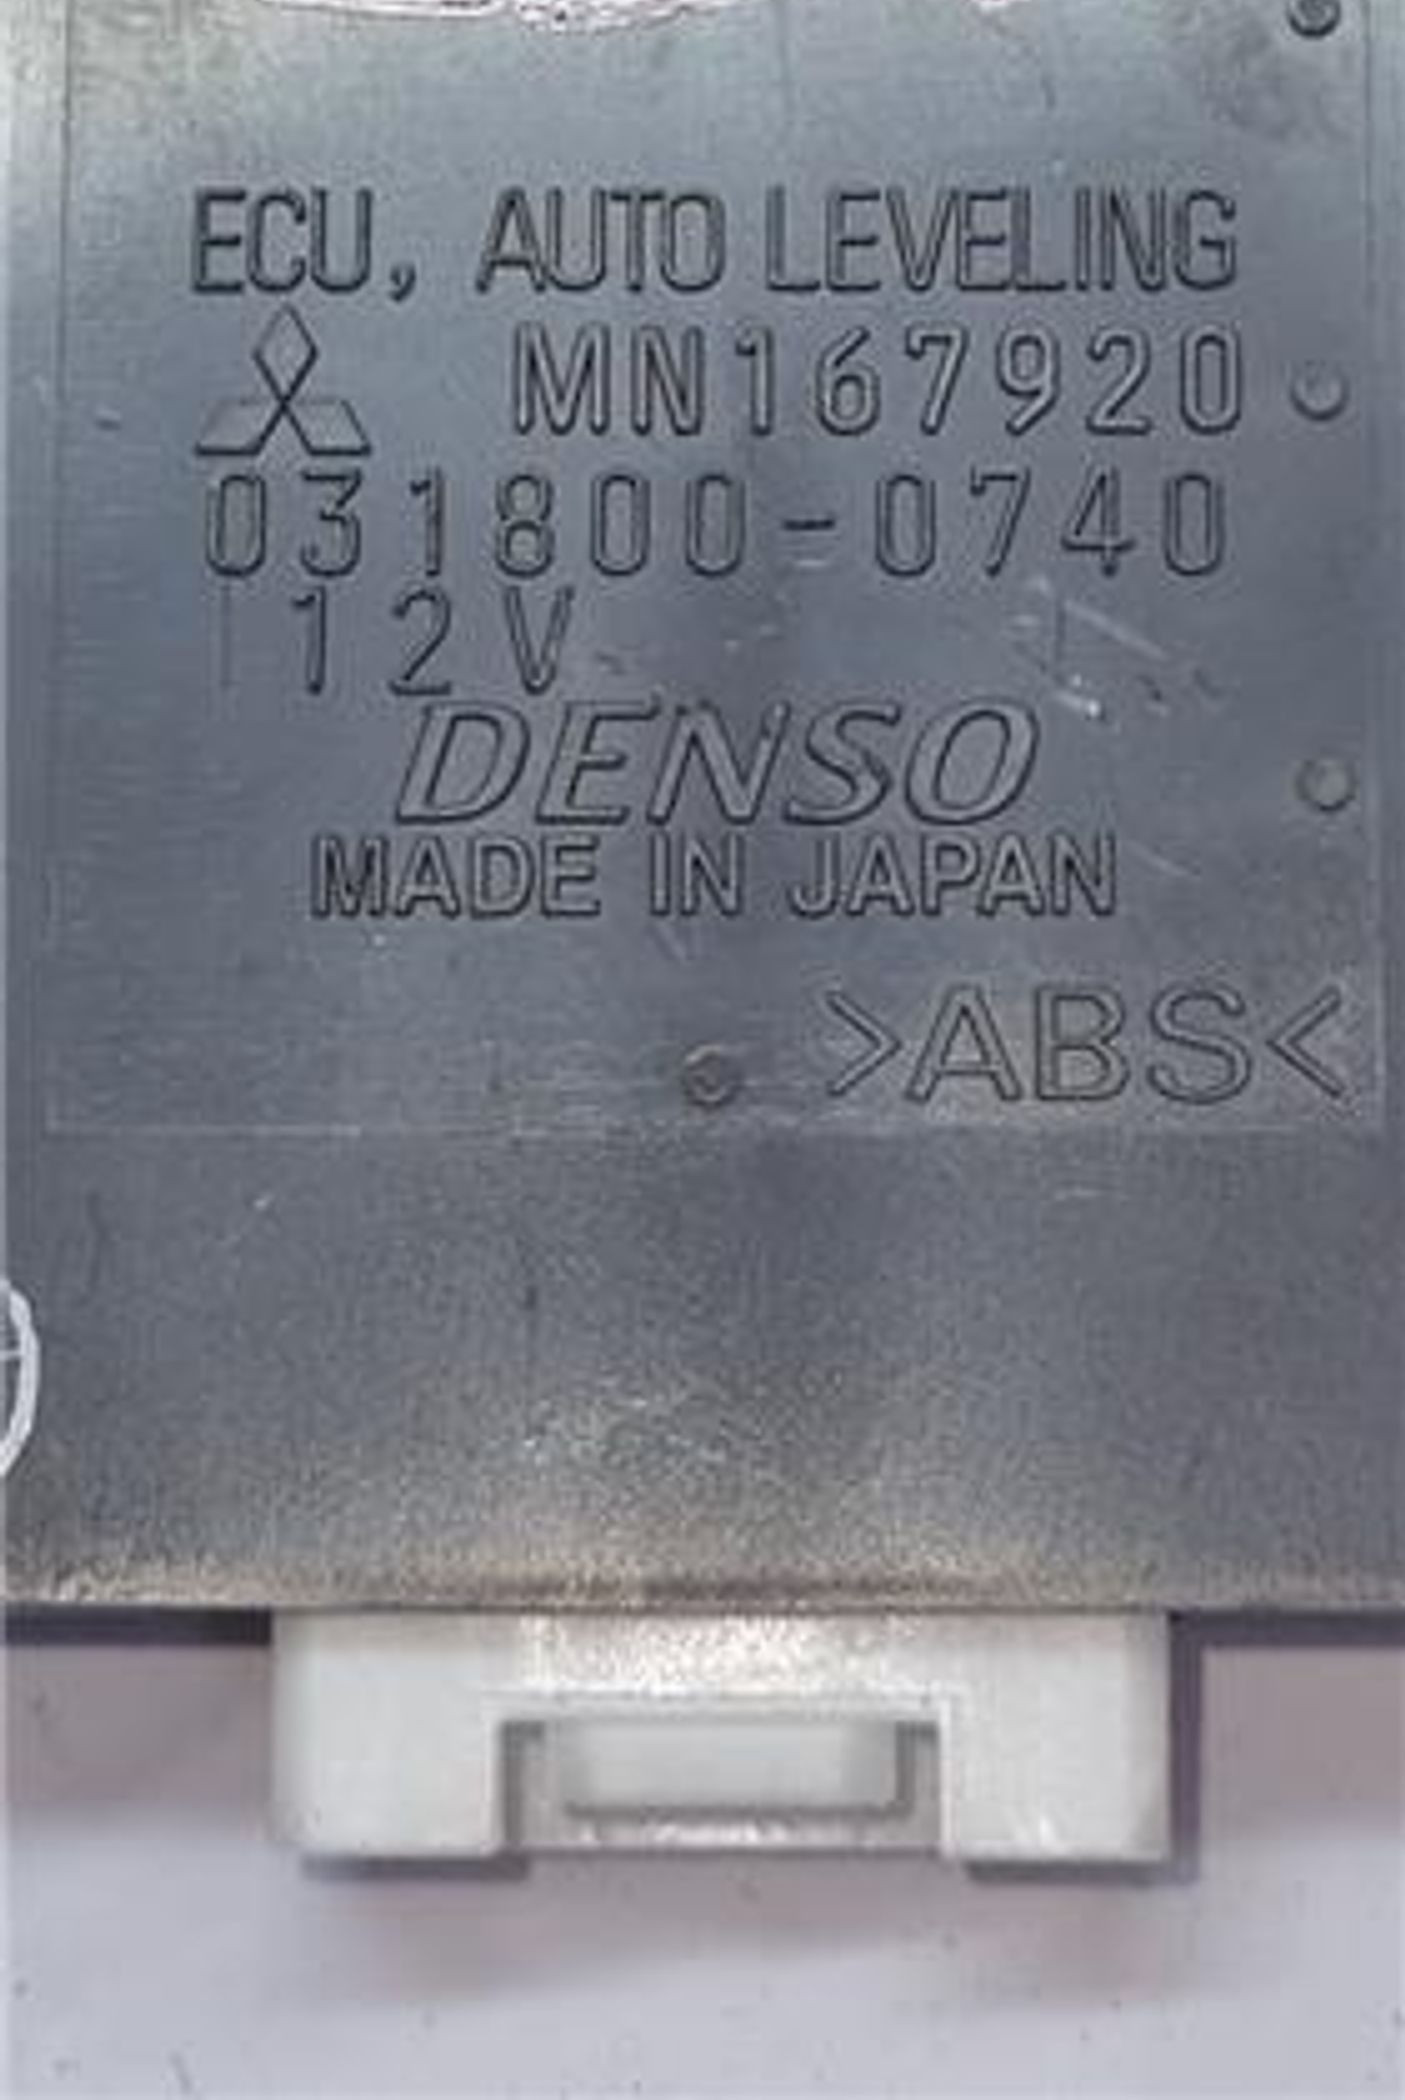 ECU, AUTO LEVELING
MN167920
031800-0740
12V
DENSO
MADE IN JAPAN
>ABS<